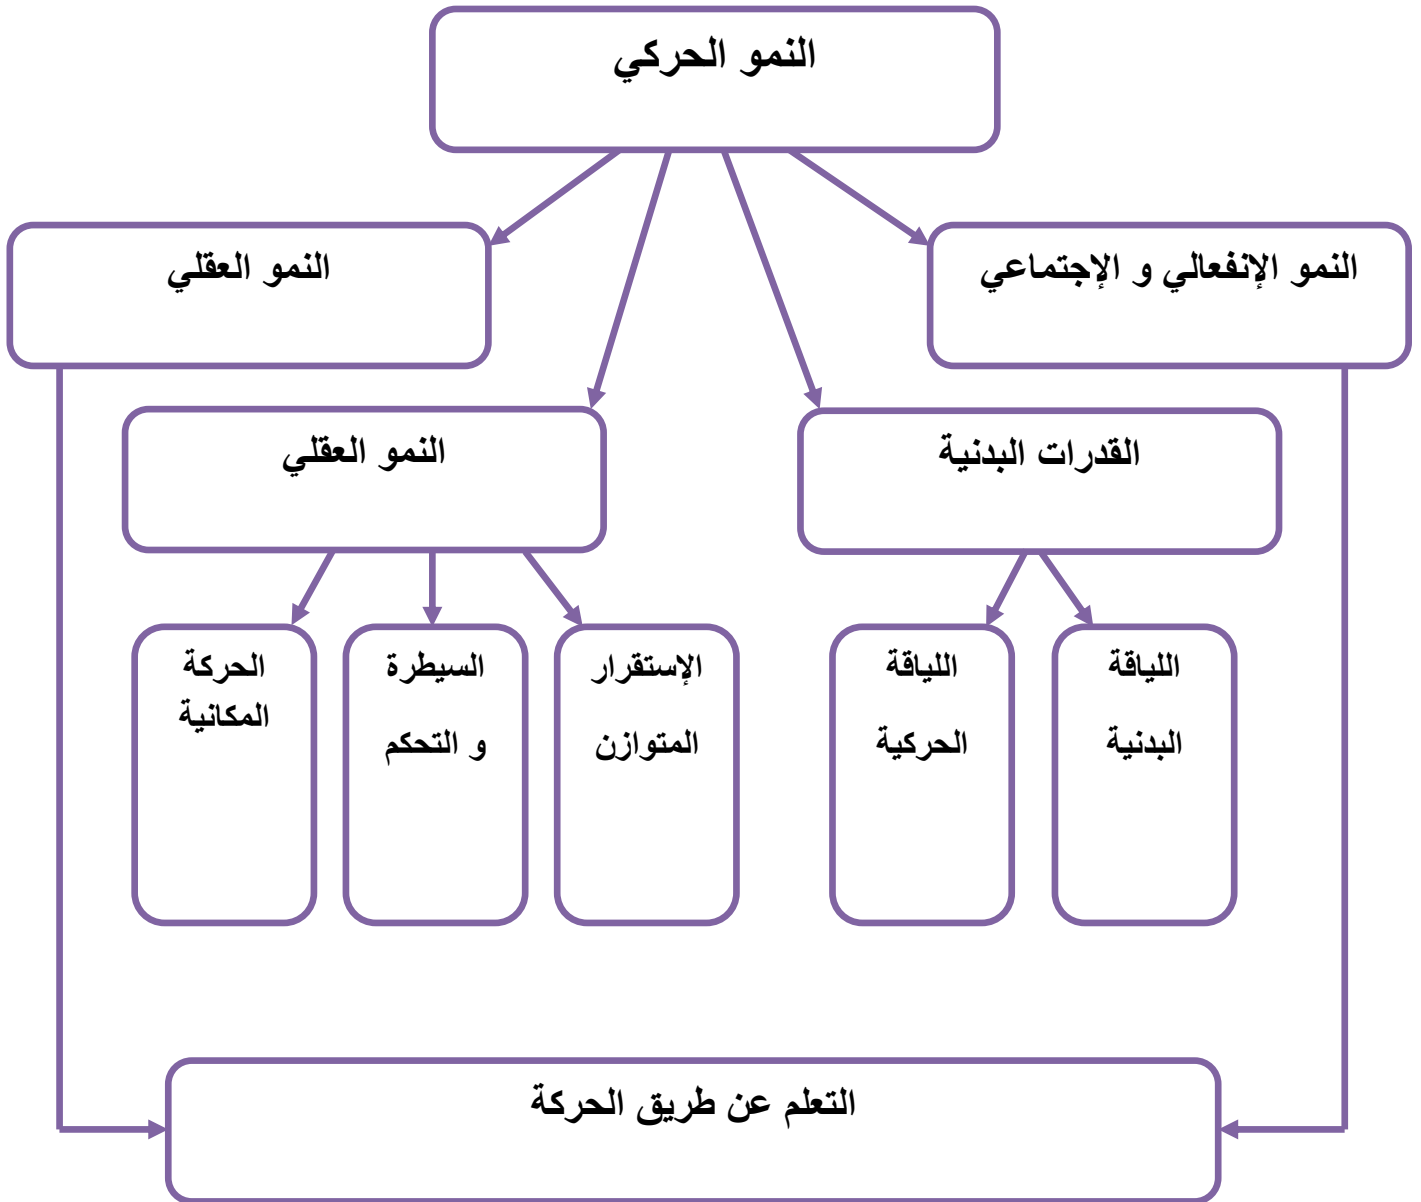 النمو الحركي
النمو الإنفعالي و الإجتماعي
النمو العقلي
القدرات البدنية
النمو العقلي
اللياقة
البدنية
اللياقة
الحركية
الإستقرار
المتوازن
السيطرة
و التحكم
الحركة
المكانية
التعلم عن طريق الحركة